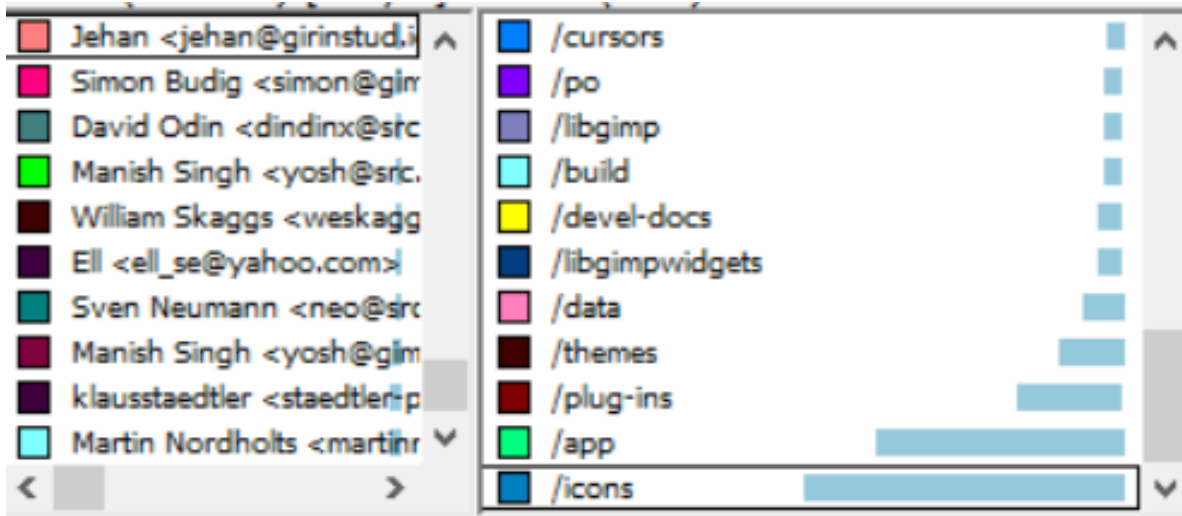 Jehan <jehan@girinstud.i
Simon Budig <simon@gim
David Odin <dindinx@src
Manish Singh <yosh@src.
William Skaggs <weskagg
Ell <ell_se@yahoo.com>
Sven Neumann <neo@src
Manish Singh <yosh@gim
klausstaedtler <staedtler-p
Martin Nordholts <martinr
/cursors
/po
/libgimp
/build
/devel-docs
/libgimpwidgets
/data
/themes
/plug-ins
/app
/icons